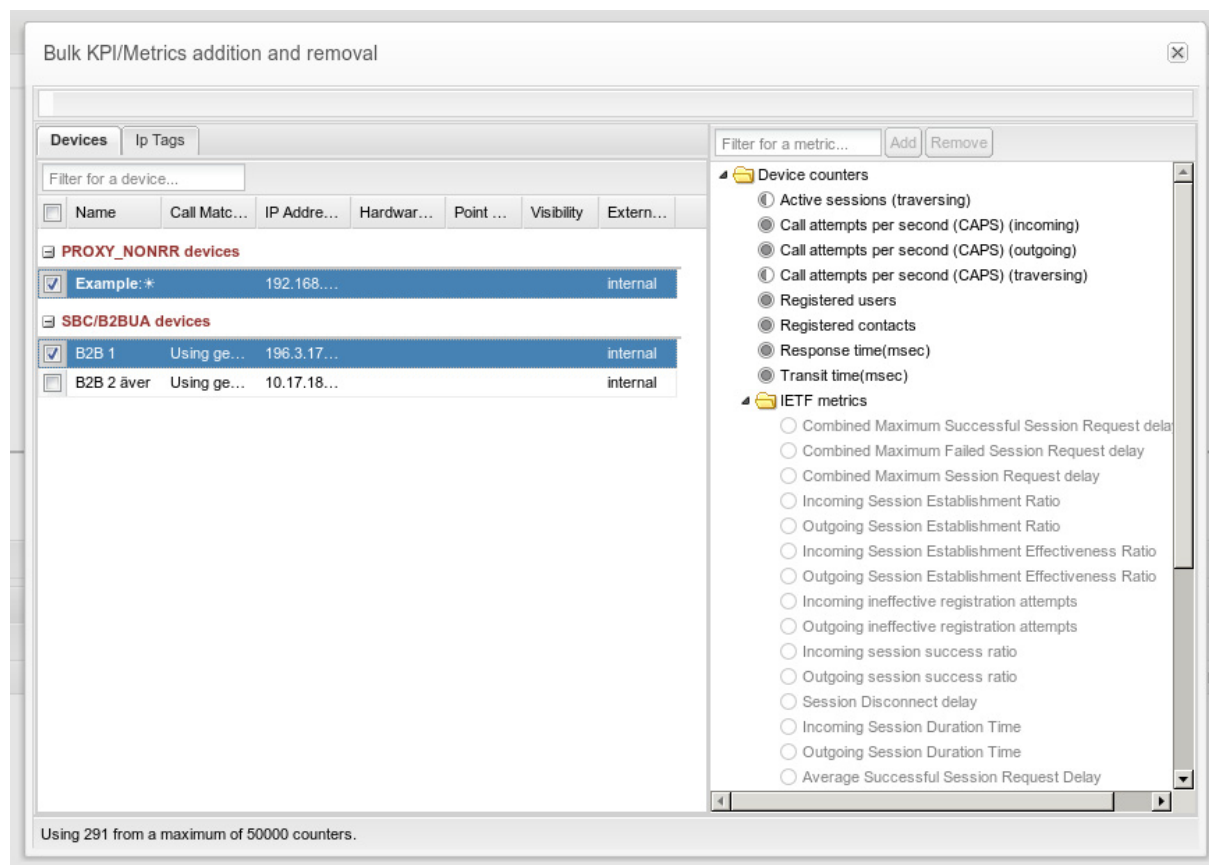 Bulk KPI/Metrics addition and removal
Devices
Ip Tags
Filter for a device...
Name Call Matc... IP Addre... Hardwar... Point ... Visibility Extern...
PROXY_NONRR devices
Example:* 192.168.... internal
SBC/B2BUA devices
B2B 1 Using ge... 196.3.17... internal
B2B 2 äver Using ge... 10.17.18... internal
Filter for a metric... Add Remove
Device counters
Active sessions (traversing)
Call attempts per second (CAPS) (incoming)
Call attempts per second (CAPS) (outgoing)
Call attempts per second (CAPS) (traversing)
Registered users
Registered contacts
Response time(msec)
Transit time(msec)
IETF metrics
Combined Maximum Successful Session Request dela
Combined Maximum Failed Session Request delay
Combined Maximum Session Request delay
Incoming Session Establishment Ratio
Outgoing Session Establishment Ratio
Incoming Session Establishment Effectiveness Ratio
Outgoing Session Establishment Effectiveness Ratio
Incoming ineffective registration attempts
Outgoing ineffective registration attempts
Incoming session success ratio
Outgoing session success ratio
Session Disconnect delay
Incoming Session Duration Time
Outgoing Session Duration Time
Average Successful Session Request Delay
Using 291 from a maximum of 50000 counters.